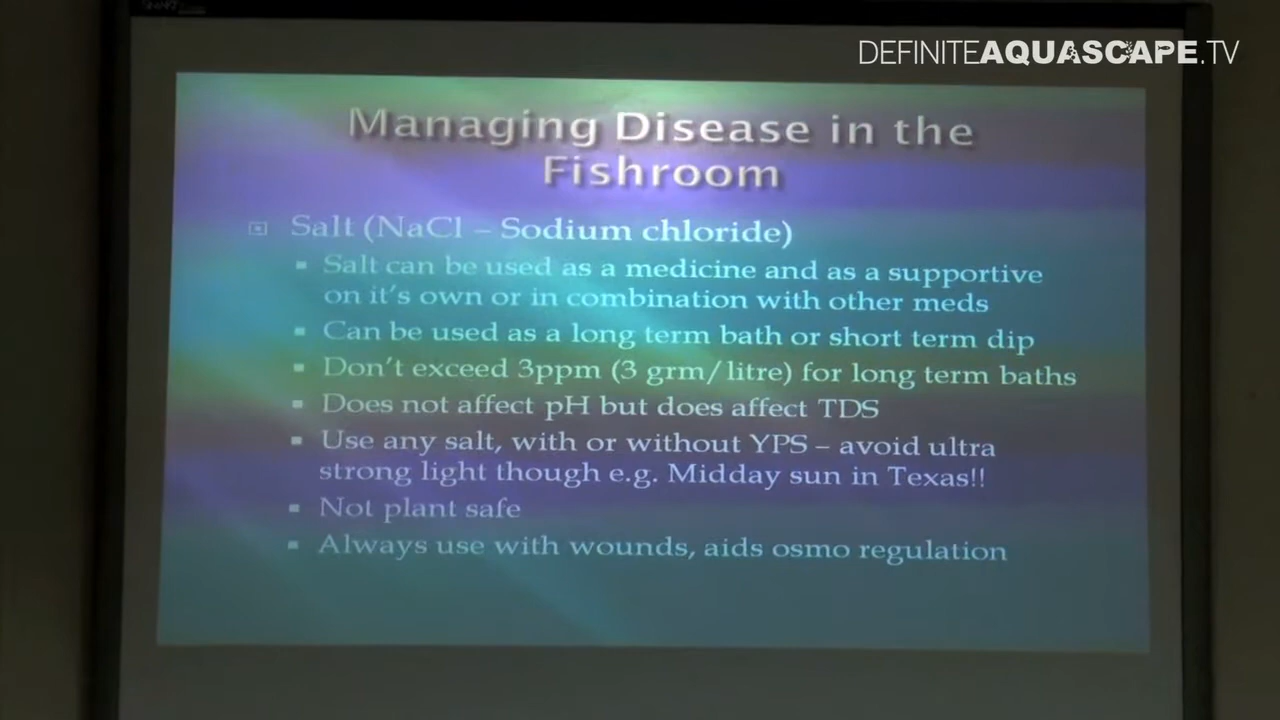 DEFINITEAQUASCAPE.TV
Managing Disease in the
Fishroom
Salt (NaCl – Sodium chloride)
Salt can be used as a medicine and as a supportive
on it's own or in combination with other meds
Can be used as a long term bath or short term dip
Don't exceed 3ppm (3 grm/litre) for long term baths
Does not affect pH but does affect TDS
Use any salt, with or without YPS – avoid ultra
strong light though e.g. Midday sun in Texas!!
Not plant safe
Always use with wounds, aids osmo regulation